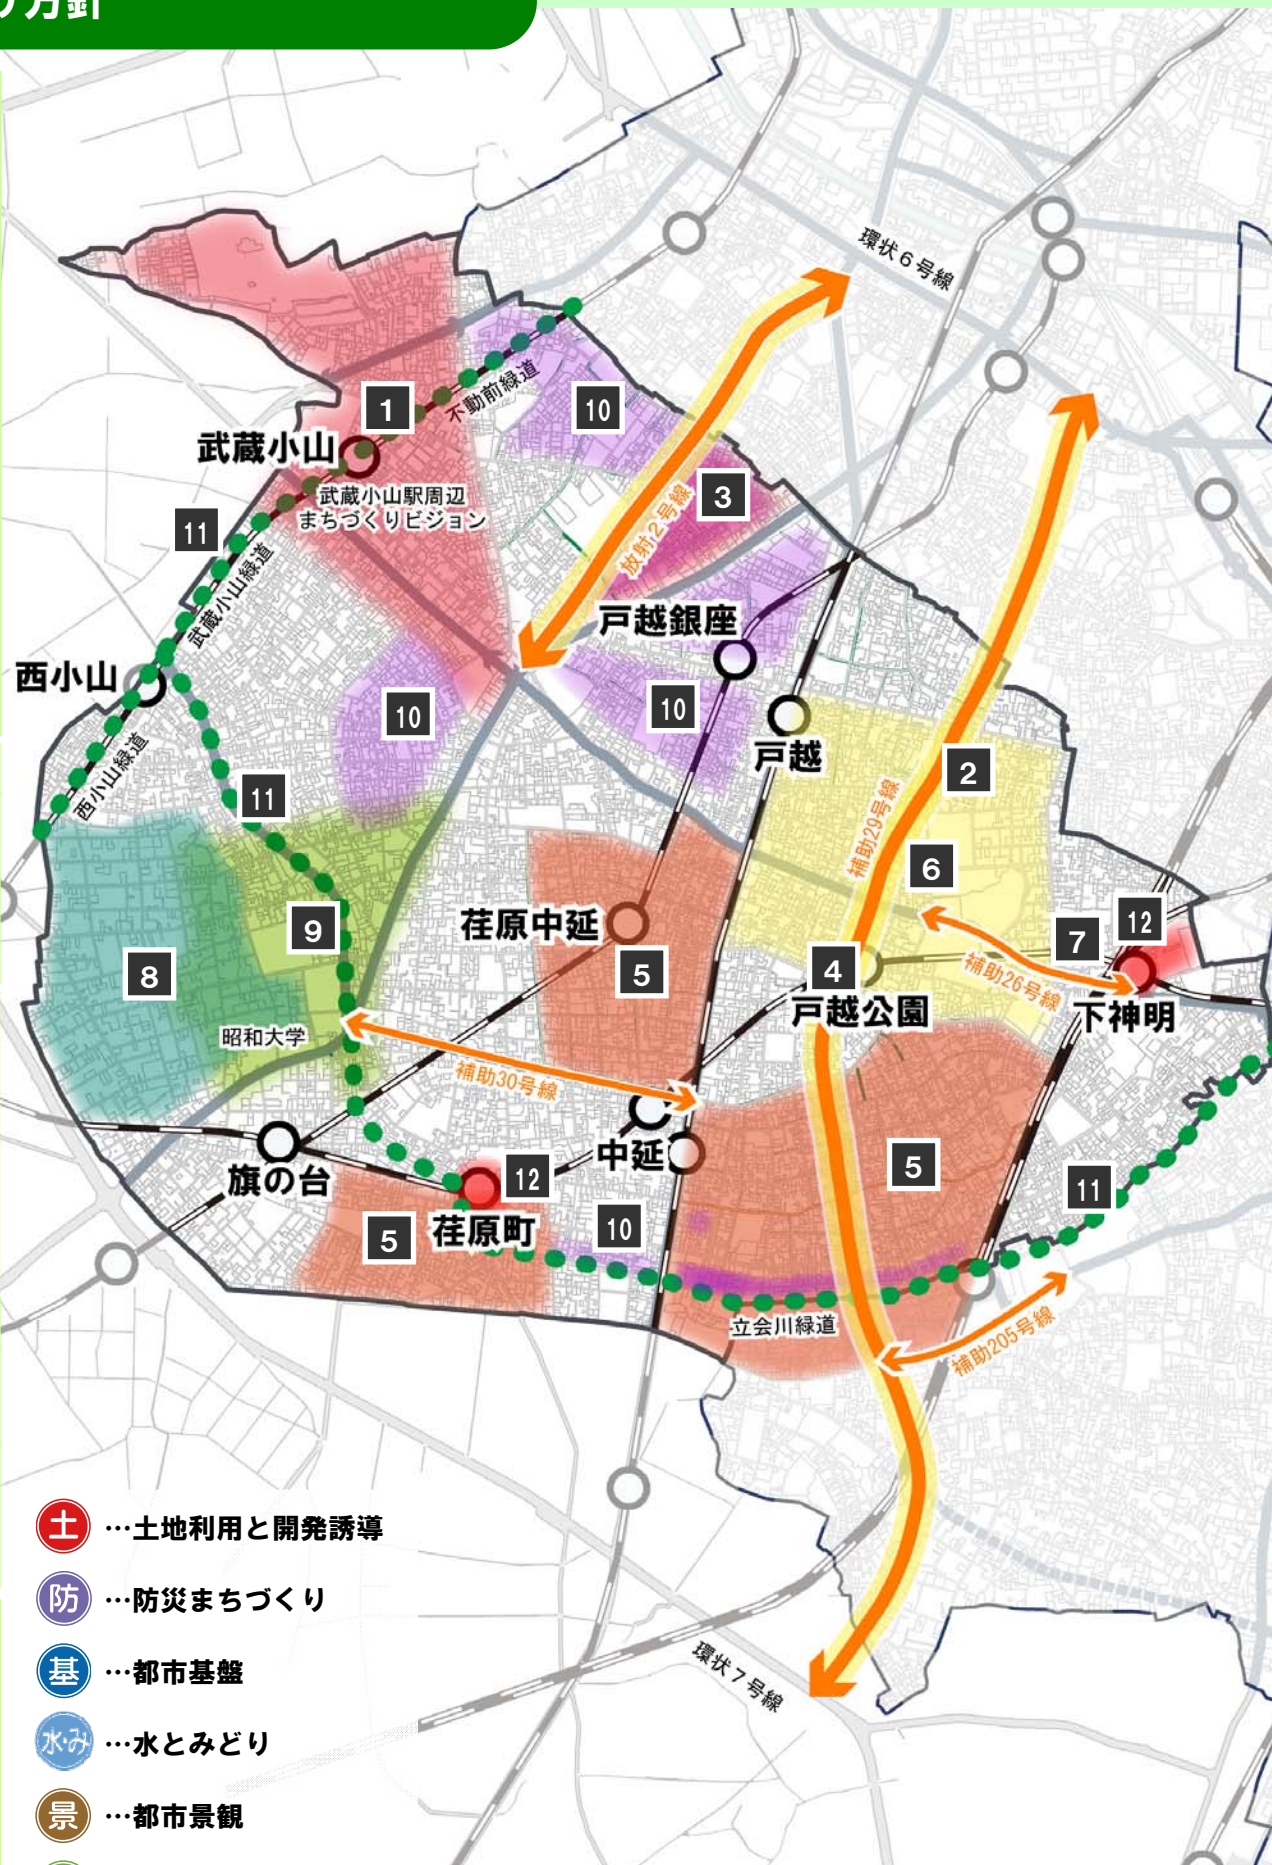 方針
環状6号線
不動前緑道
1
10
武蔵小山
武蔵小山駅周辺
まちづくりビジョン
3
11
放射2号線
武蔵小山緑道
戸越銀座
西小山
10
10
戸越
西小山緑道
2
11
補助29号線
6
荏原中延
9
12
7
8
5
4
補助26号線
昭和大学
戸越公園
下神明
補助30号線
中延
旗の台
12
5
11
荏原町
10
5
立会川緑道
補助205号線
土 …土地利用と開発誘導
防 …防災まちづくり
基 …都市基盤
環状7号線
水・み …水とみどり
景 …都市景観